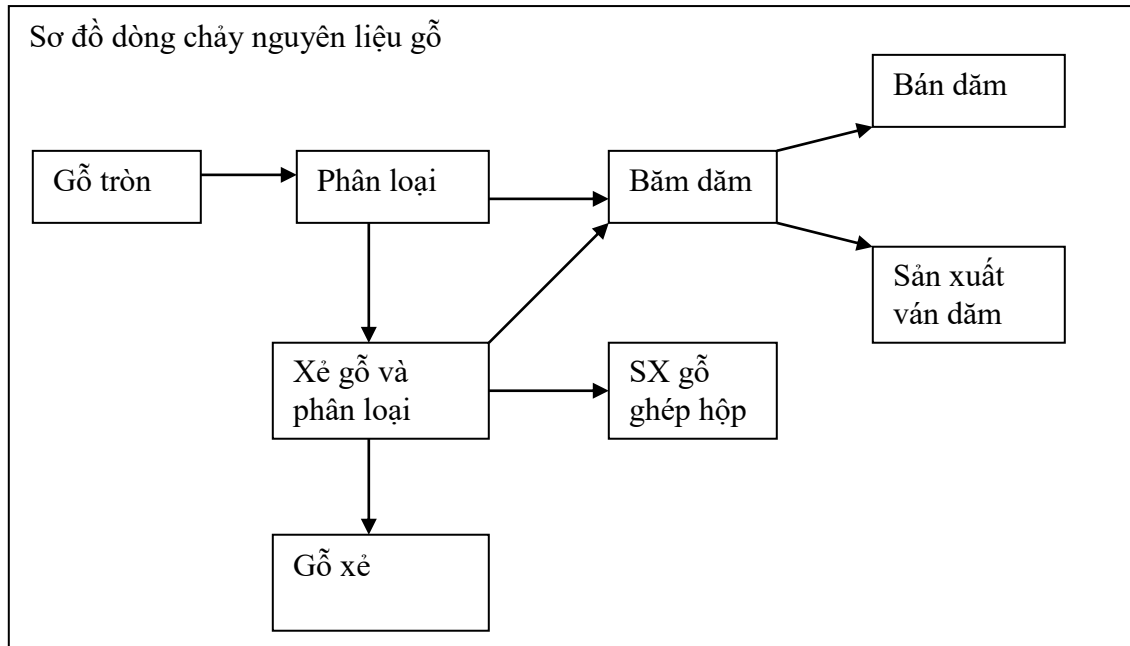 Sơ đồ dòng chảy nguyên liệu gỗ
Bán dăm
Gỗ tròn
Phân loại
Băm dăm
Sản xuất
ván dăm
Xẻ gỗ và
phân loại
SX gỗ
ghép hộp
Gỗ xẻ